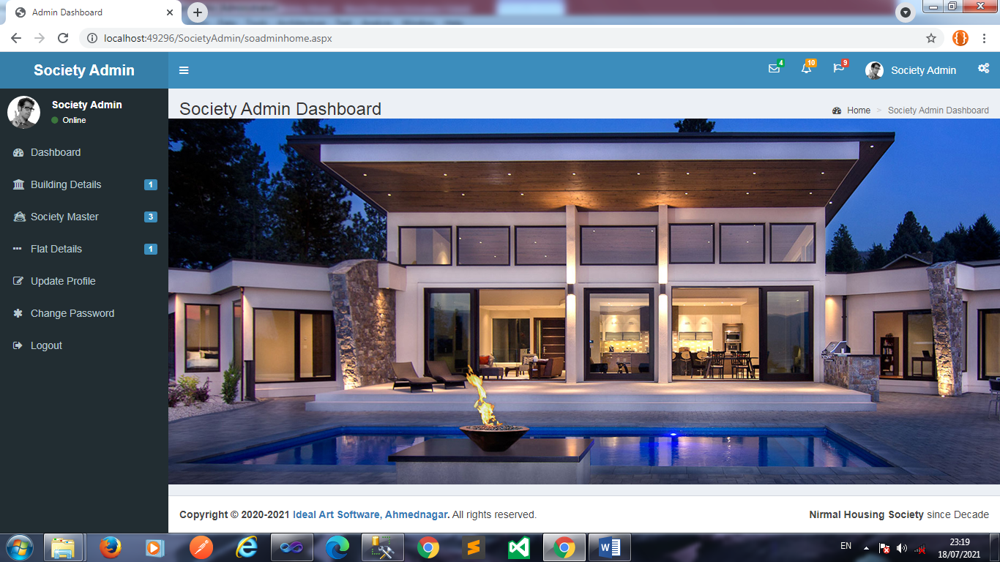 Admin Dashboard
localhost:49296/SocietyAdmin/soadminhome.aspx
Society Admin
4
10
9
Society Admin
Society Admin
Online
Society Admin Dashboard
Home > Society Admin Dashboard
Dashboard
Building Details 1
Society Master 3
Flat Details 1
Update Profile
Change Password
Logout
Copyright © 2020-2021 Ideal Art Software, Ahmednagar. All rights reserved.
Nirmal Housing Society since Decade
EN
23:19
18/07/2021